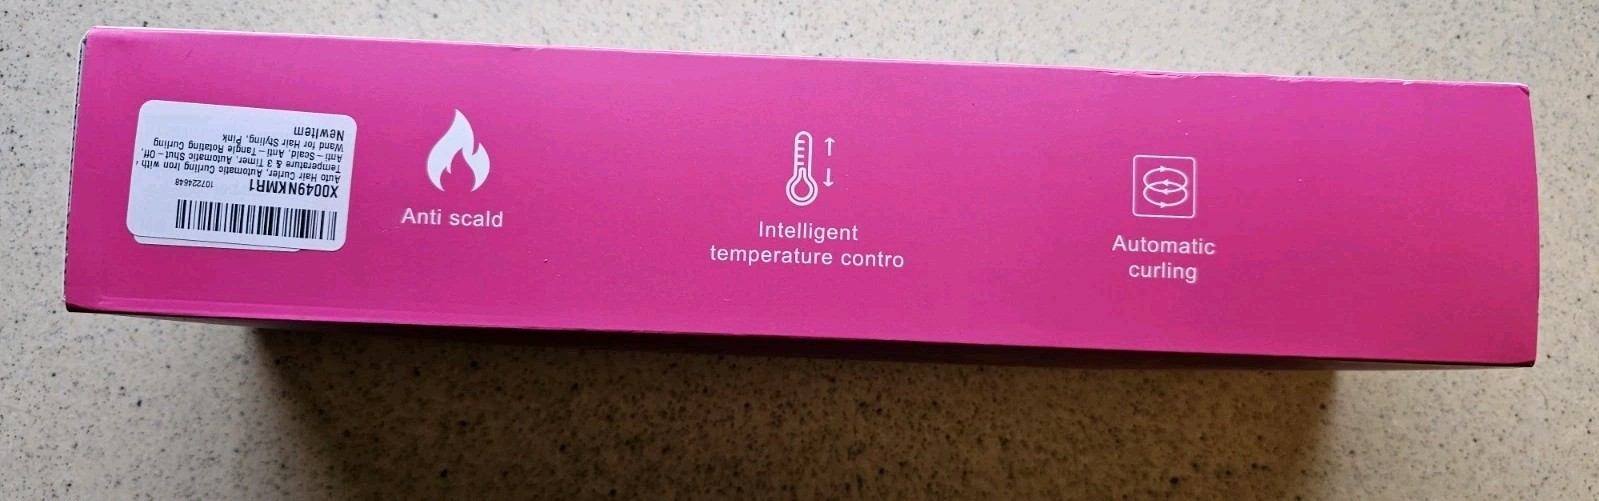 X0049NKMR1
107224648
Auto Hair Curler, Automatic Curling Iron with
Temperature & 3 Timer, Automatic Shut-Off,
Anti-Scald, Anti-Tangle Rotating Curling
Wand for Hair Styling, Pink
NewItem
Anti scald
Intelligent
temperature contro
Automatic
curling